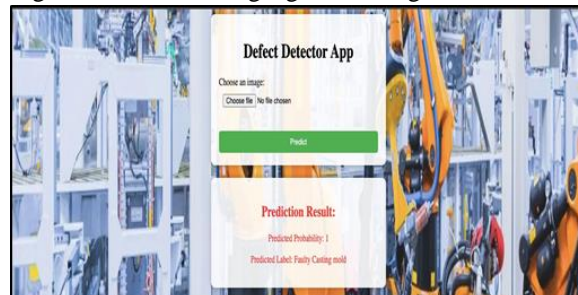 Defect Detector App
Choose an image:
Choose file No file chosen
Predict
Prediction Result:
Predicted Probability: 1
Predicted Label: Faulty Casting mold